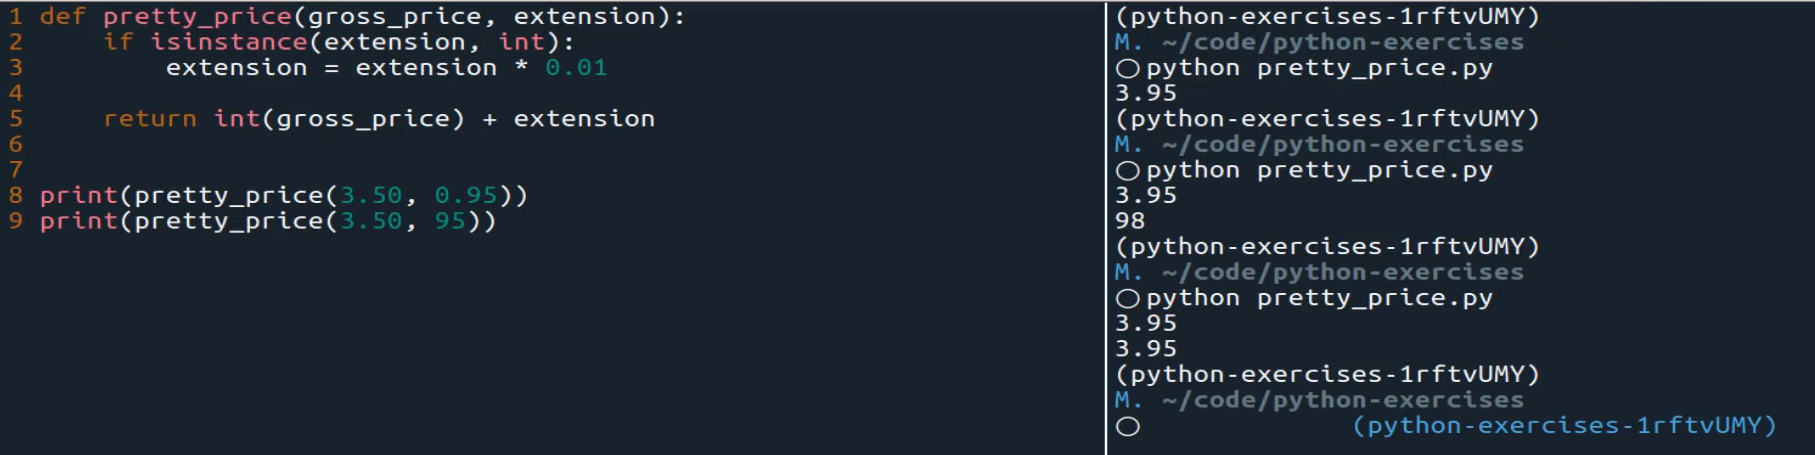 1 def pretty_price(gross_price, extension):
2     if isinstance(extension, int):
3         extension = extension * 0.01
4
5     return int(gross_price) + extension
6
7
8 print(pretty_price(3.50, 0.95))
9 print(pretty_price(3.50, 95))
(python-exercises-1rftvUMY)
M. ~/code/python-exercises
○python pretty_price.py
3.95
(python-exercises-1rftvUMY)
M. ~/code/python-exercises
○python pretty_price.py
3.95
98
(python-exercises-1rftvUMY)
M. ~/code/python-exercises
○python pretty_price.py
3.95
3.95
(python-exercises-1rftvUMY)
M. ~/code/python-exercises
○ (python-exercises-1rftvUMY)